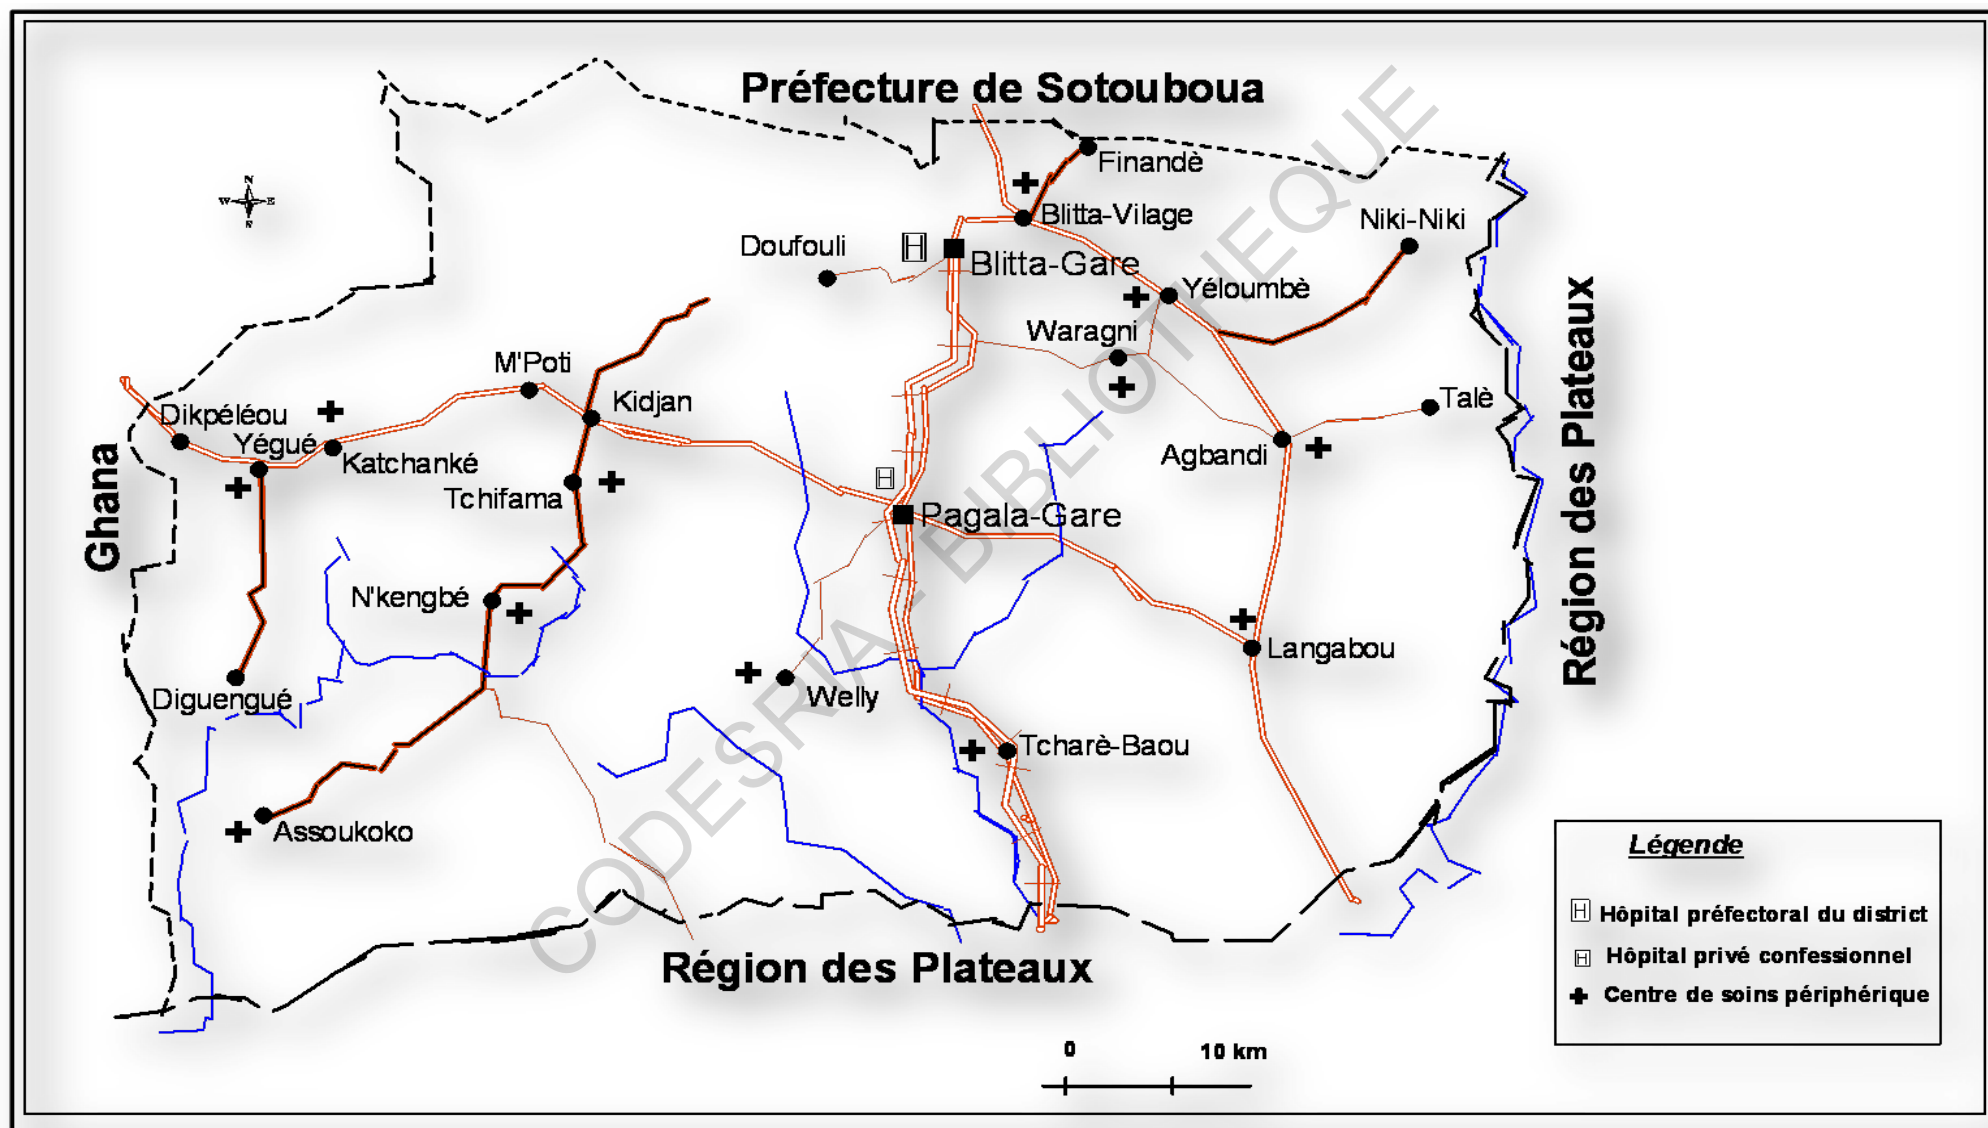 Préfecture de Sotouboua
Finandè
N
W E
S
Blitta-Vilage
Niki-Niki
Doufouli
H
Blitta-Gare
Yéloumbè
Waragni
M'Poti
Kidjan
Talè
Dikpéléou
Yégué
Katchanké
Agbandi
Tchifama
H
Pagala-Gare
Ghana
Région des Plateaux
N'kengbé
Langabou
Diguengué
Welly
Tcharè-Baou
Assoukoko
CODESRIA - BIBLIOTHEQUE
Région des Plateaux
Légende
H Hôpital préfectoral du district
H Hôpital privé confessionnel
Centre de soins périphérique
0 10 km